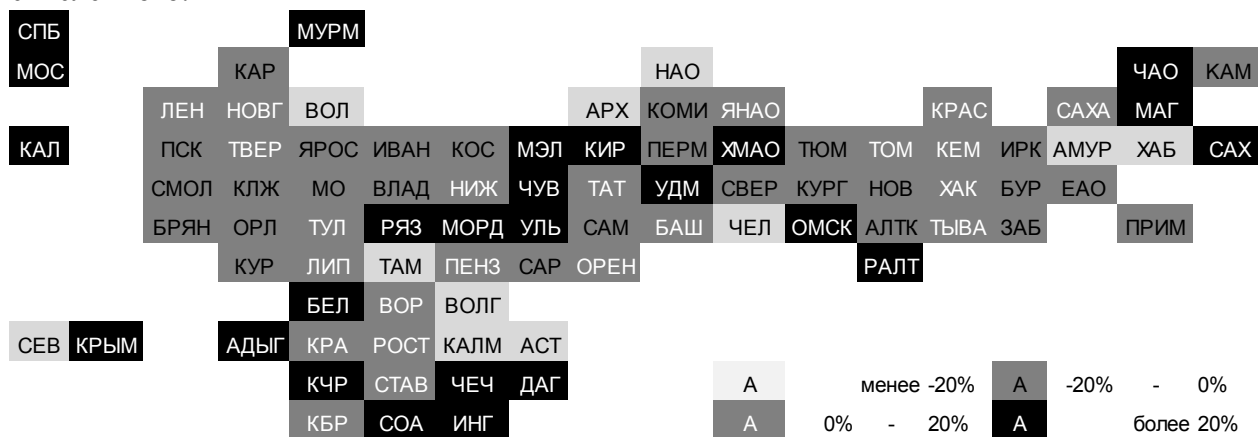 СПБ МУРМ
МОС КАР НАО ЧАО КАМ
ЛЕН НОВГ ВОЛ АРХ КОМИ ЯНАО КРАС САХА МАГ
КАЛ ПСК ТВЕР ЯРОС ИВАН КОС МЭЛ КИР ПЕРМ ХМАО ТЮМ ТОМ КЕМ ИРК АМУР ХАБ САХ
СМОЛ КЛЖ МО ВЛАД НИЖ ЧУВ ТАТ УДМ СВЕР КУРГ НОВ ХАК БУР ЕАО
БРЯН ОРЛ ТУЛ РЯЗ МОРД УЛЬ САМ БАШ ЧЕЛ ОМСК АЛТК ТЫВА ЗАБ ПРИМ
КУР ЛИП ТАМ ПЕНЗ САР ОРЕН РАЛТ
БЕЛ ВОР ВОЛГ
СЕВ КРЫМ АДЫГ КРА РОСТ КАЛМ АСТ
КЧР СТАВ ЧЕЧ ДАГ А менее -20% А -20% - 0%
КБР СОА ИНГ А 0% - 20% А более 20%